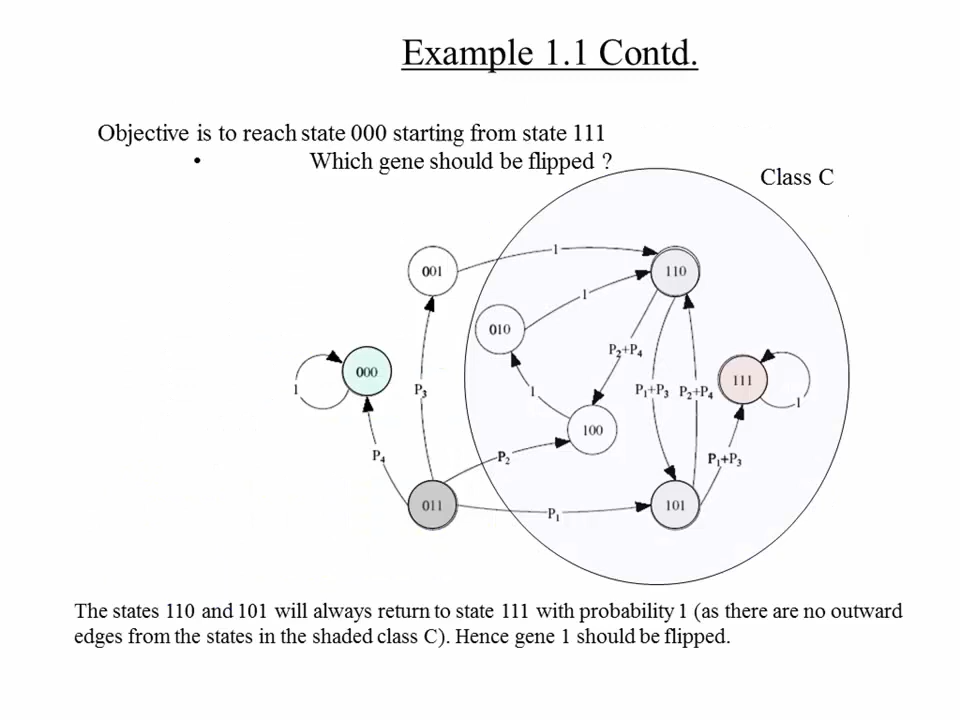 Example 1.1 Contd.
Objective is to reach state 000 starting from state 111
• Which gene should be flipped ?
Class C
1
001
110
1
010
P₂+P₄
000
111
1
P₃
1
P₁+P₃
P₂+P₄
1
100
P₄
P₂
P₁+P₃
011
P₁
101
The states 110 and 101 will always return to state 111 with probability 1 (as there are no outward
edges from the states in the shaded class C). Hence gene 1 should be flipped.